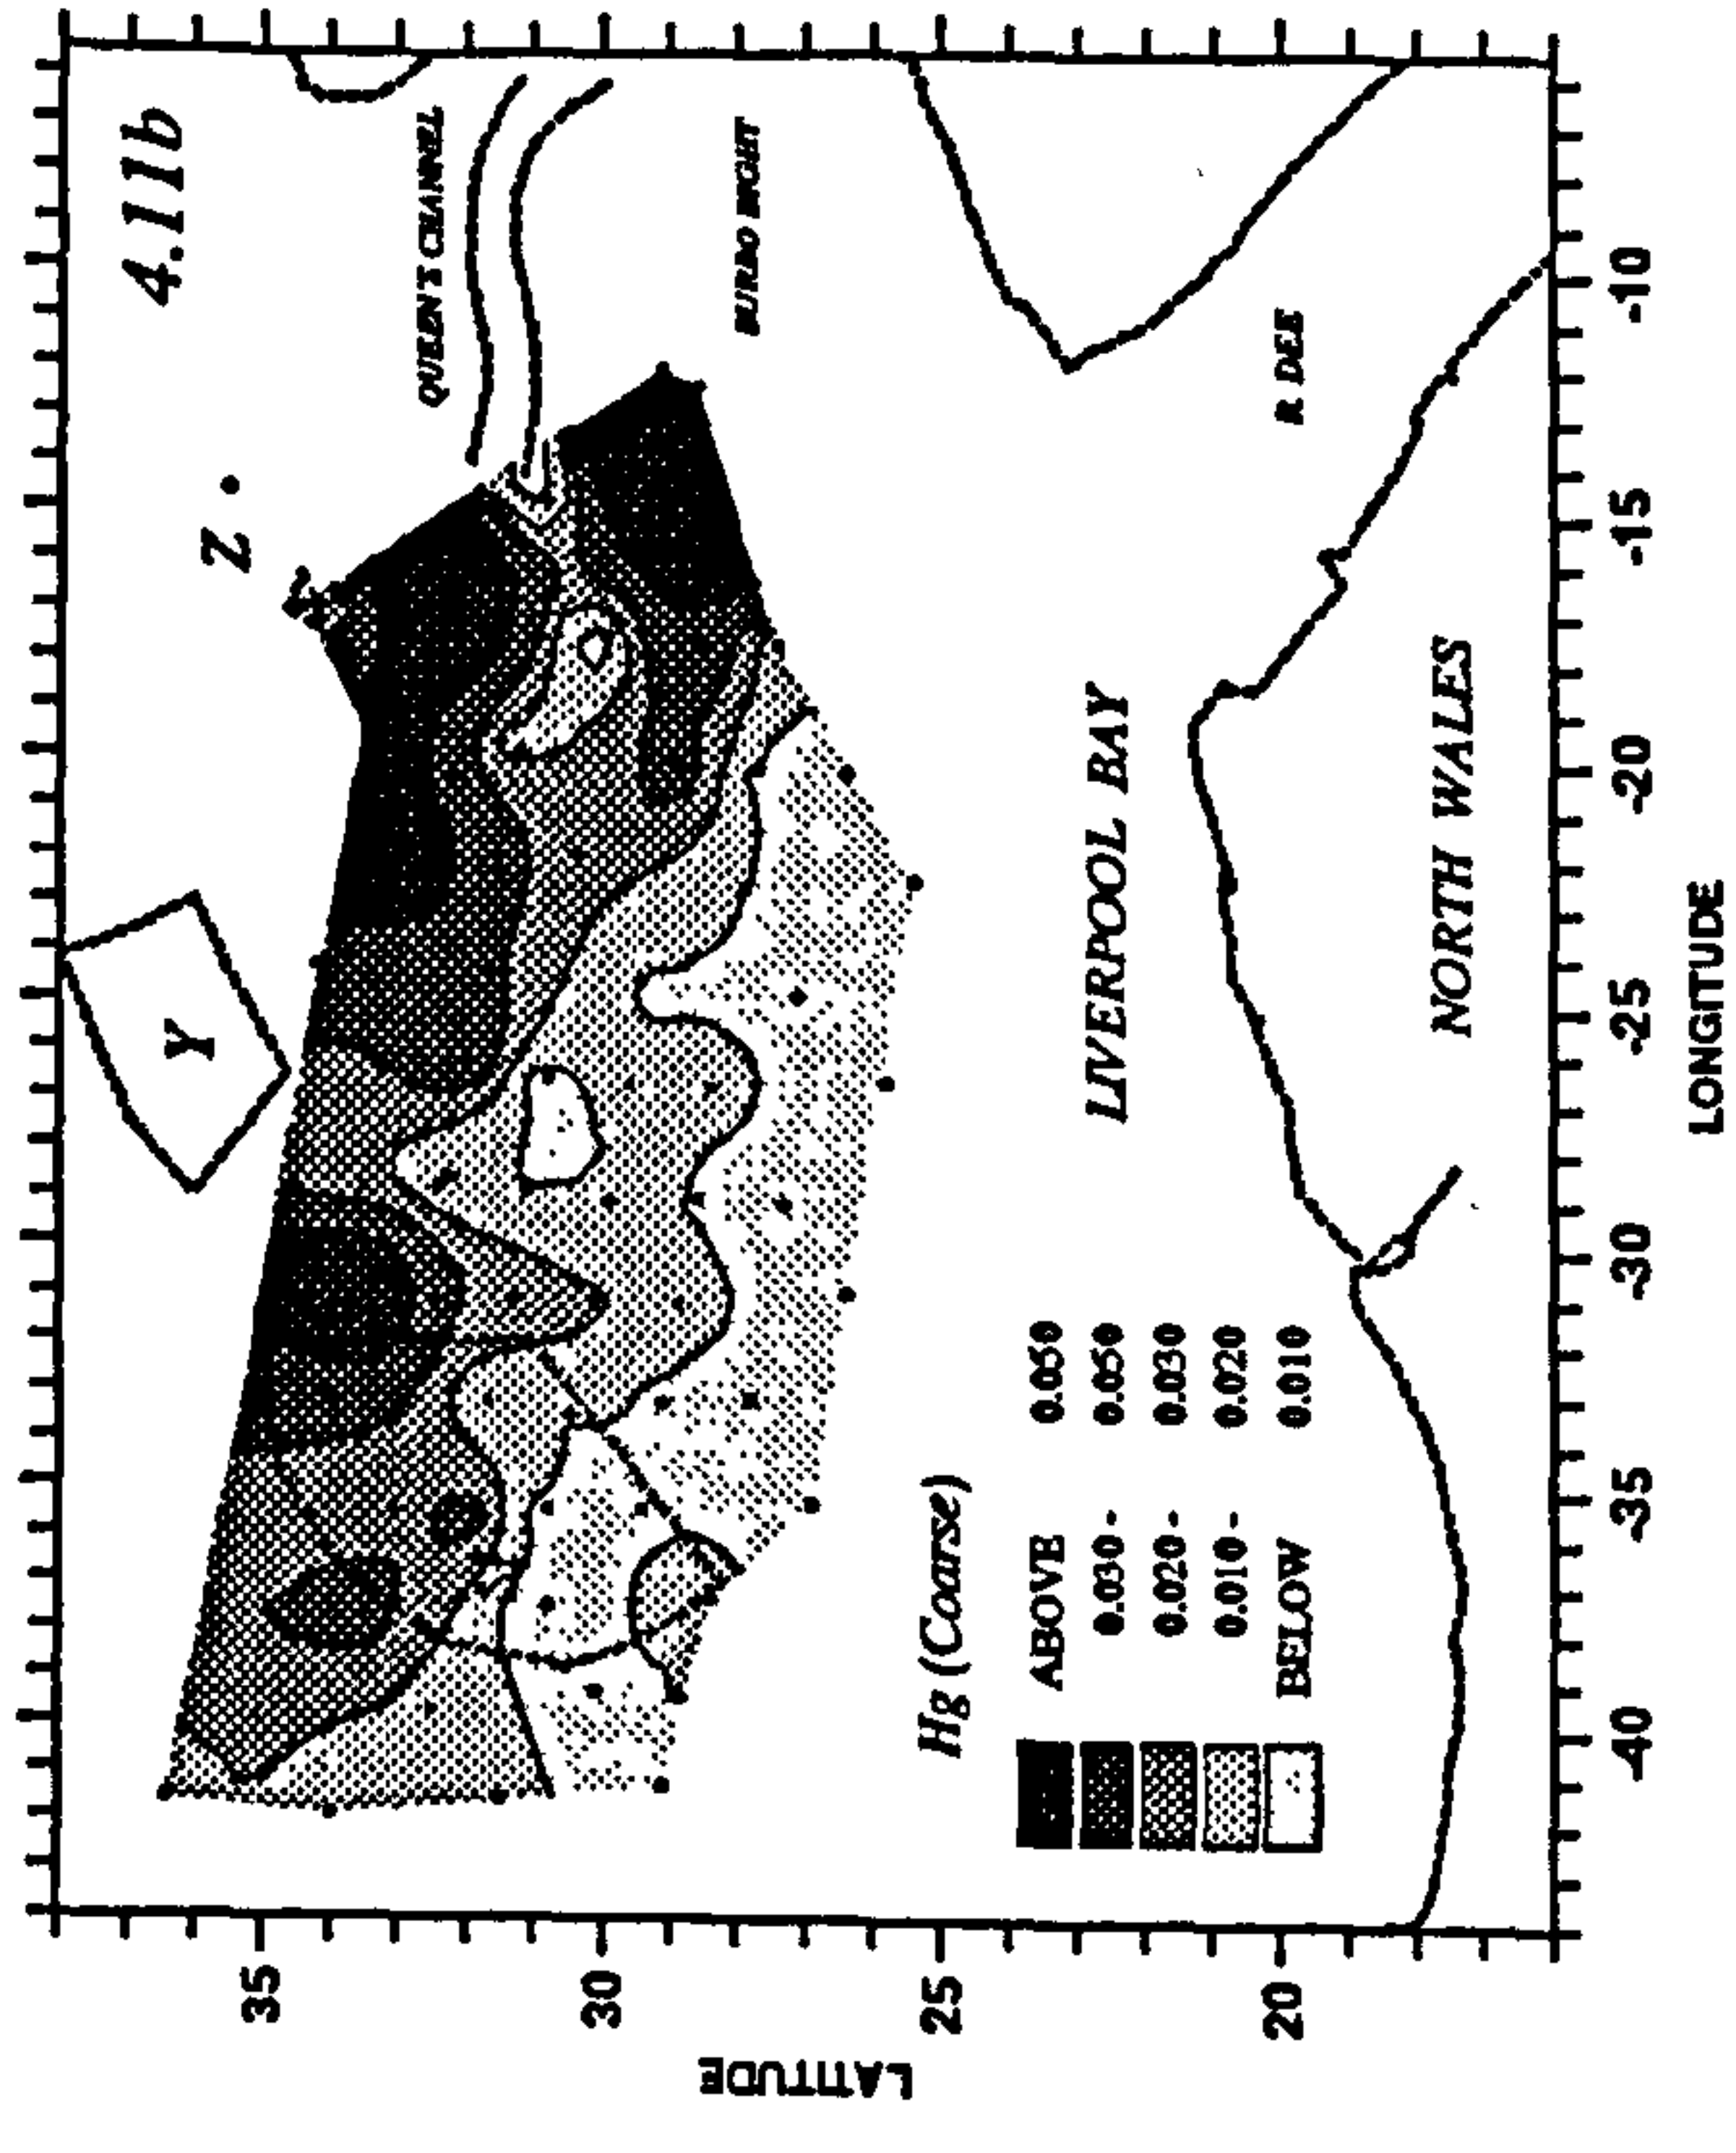 4.11b
Z
Y
QUEEN'S CHANNEL
BURBO BIGHT
R DEE
LIVERPOOL BAY
NORTH WALES
Hg (Coarse)
ABOVE 0.050
0.030 - 0.050
0.020 - 0.030
0.010 - 0.020
BELOW 0.010
LATITUDE
35
30
25
20
-40
-35
-30
-25
-20
-15
-10
LONGITUDE